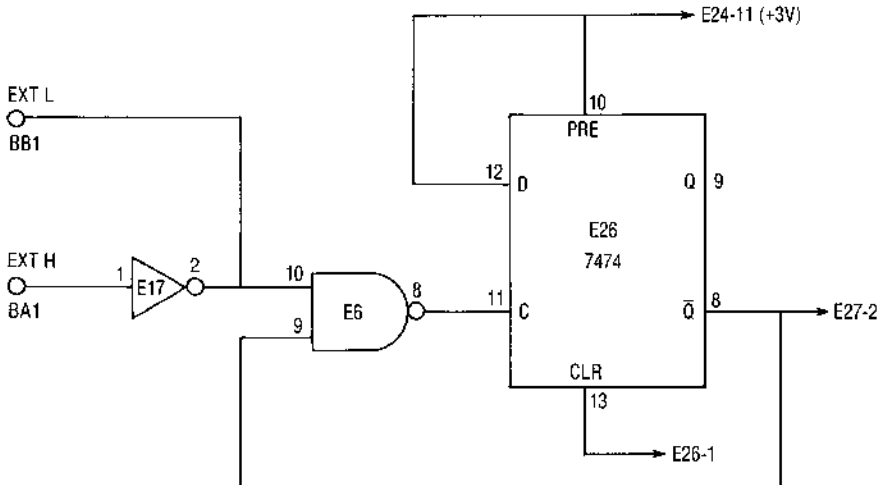 E24-11 (+3V)
EXT L
BB1
10
PRE
12
D
Q
9
E26
7474
EXT H
BA1
1
E17
2
10
9
E6
8
11
C
Q̅
8
E27-2
CLR
13
E26-1